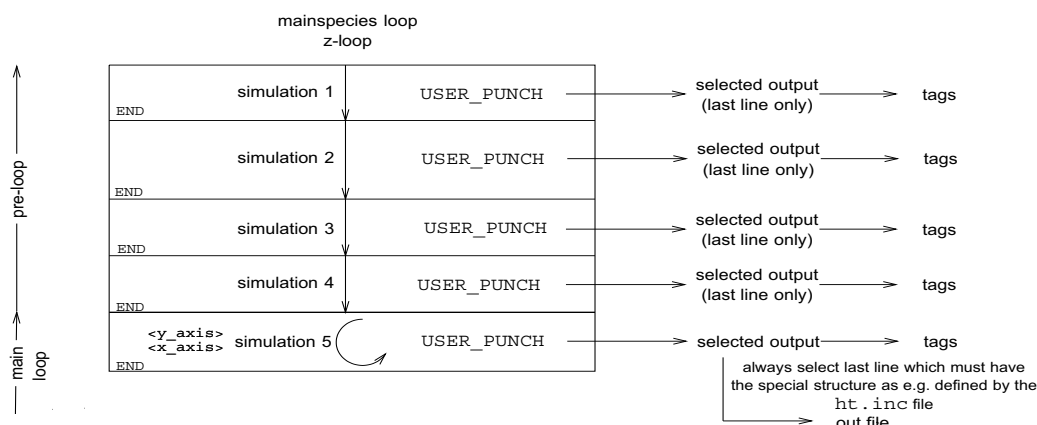 mainspecies loop
z-loop
simulation 1 USER_PUNCH selected output (last line only) tags
END
simulation 2 USER_PUNCH selected output (last line only) tags
END
pre-loop
simulation 3 USER_PUNCH selected output (last line only) tags
END
simulation 4 USER_PUNCH selected output (last line only) tags
END
main loop
<y_axis>
<x_axis> simulation 5 USER_PUNCH selected output tags
END
always select last line which must have
the special structure as e.g. defined by the
ht.inc file
out file